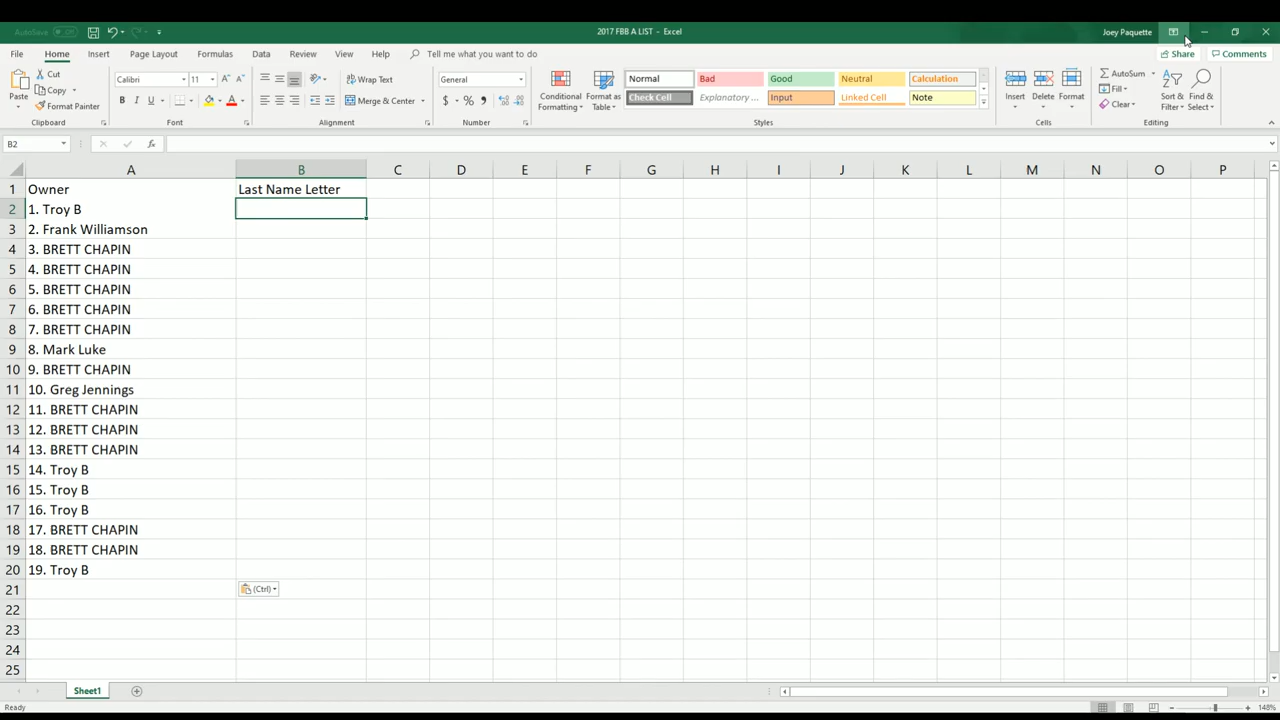 AutoSave Off 2017 FBB A LIST - Excel Joey Paquette
File Home Insert Page Layout Formulas Data Review View Help Tell me what you want to do Share Comments
Paste Cut Copy Format Painter Clipboard
Calibri 11 A A B I U A Font
ab Wrap Text Merge & Center Alignment
General $ % , Number
Conditional Formatting Format as Table Normal Bad Good Neutral Calculation
Check Cell Explanatory ... Input Linked Cell Note Styles
Insert Delete Format Cells
AutoSum Fill Clear Sort & Filter Find & Select Editing
B2 fx
A B C D E F G H I J K L M N O P
1 Owner Last Name Letter
2 1. Troy B
3 2. Frank Williamson
4 3. BRETT CHAPIN
5 4. BRETT CHAPIN
6 5. BRETT CHAPIN
7 6. BRETT CHAPIN
8 7. BRETT CHAPIN
9 8. Mark Luke
10 9. BRETT CHAPIN
11 10. Greg Jennings
12 11. BRETT CHAPIN
13 12. BRETT CHAPIN
14 13. BRETT CHAPIN
15 14. Troy B
16 15. Troy B
17 16. Troy B
18 17. BRETT CHAPIN
19 18. BRETT CHAPIN
20 19. Troy B
21 (Ctrl)
22
23
24
25
Sheet1
Ready 148%